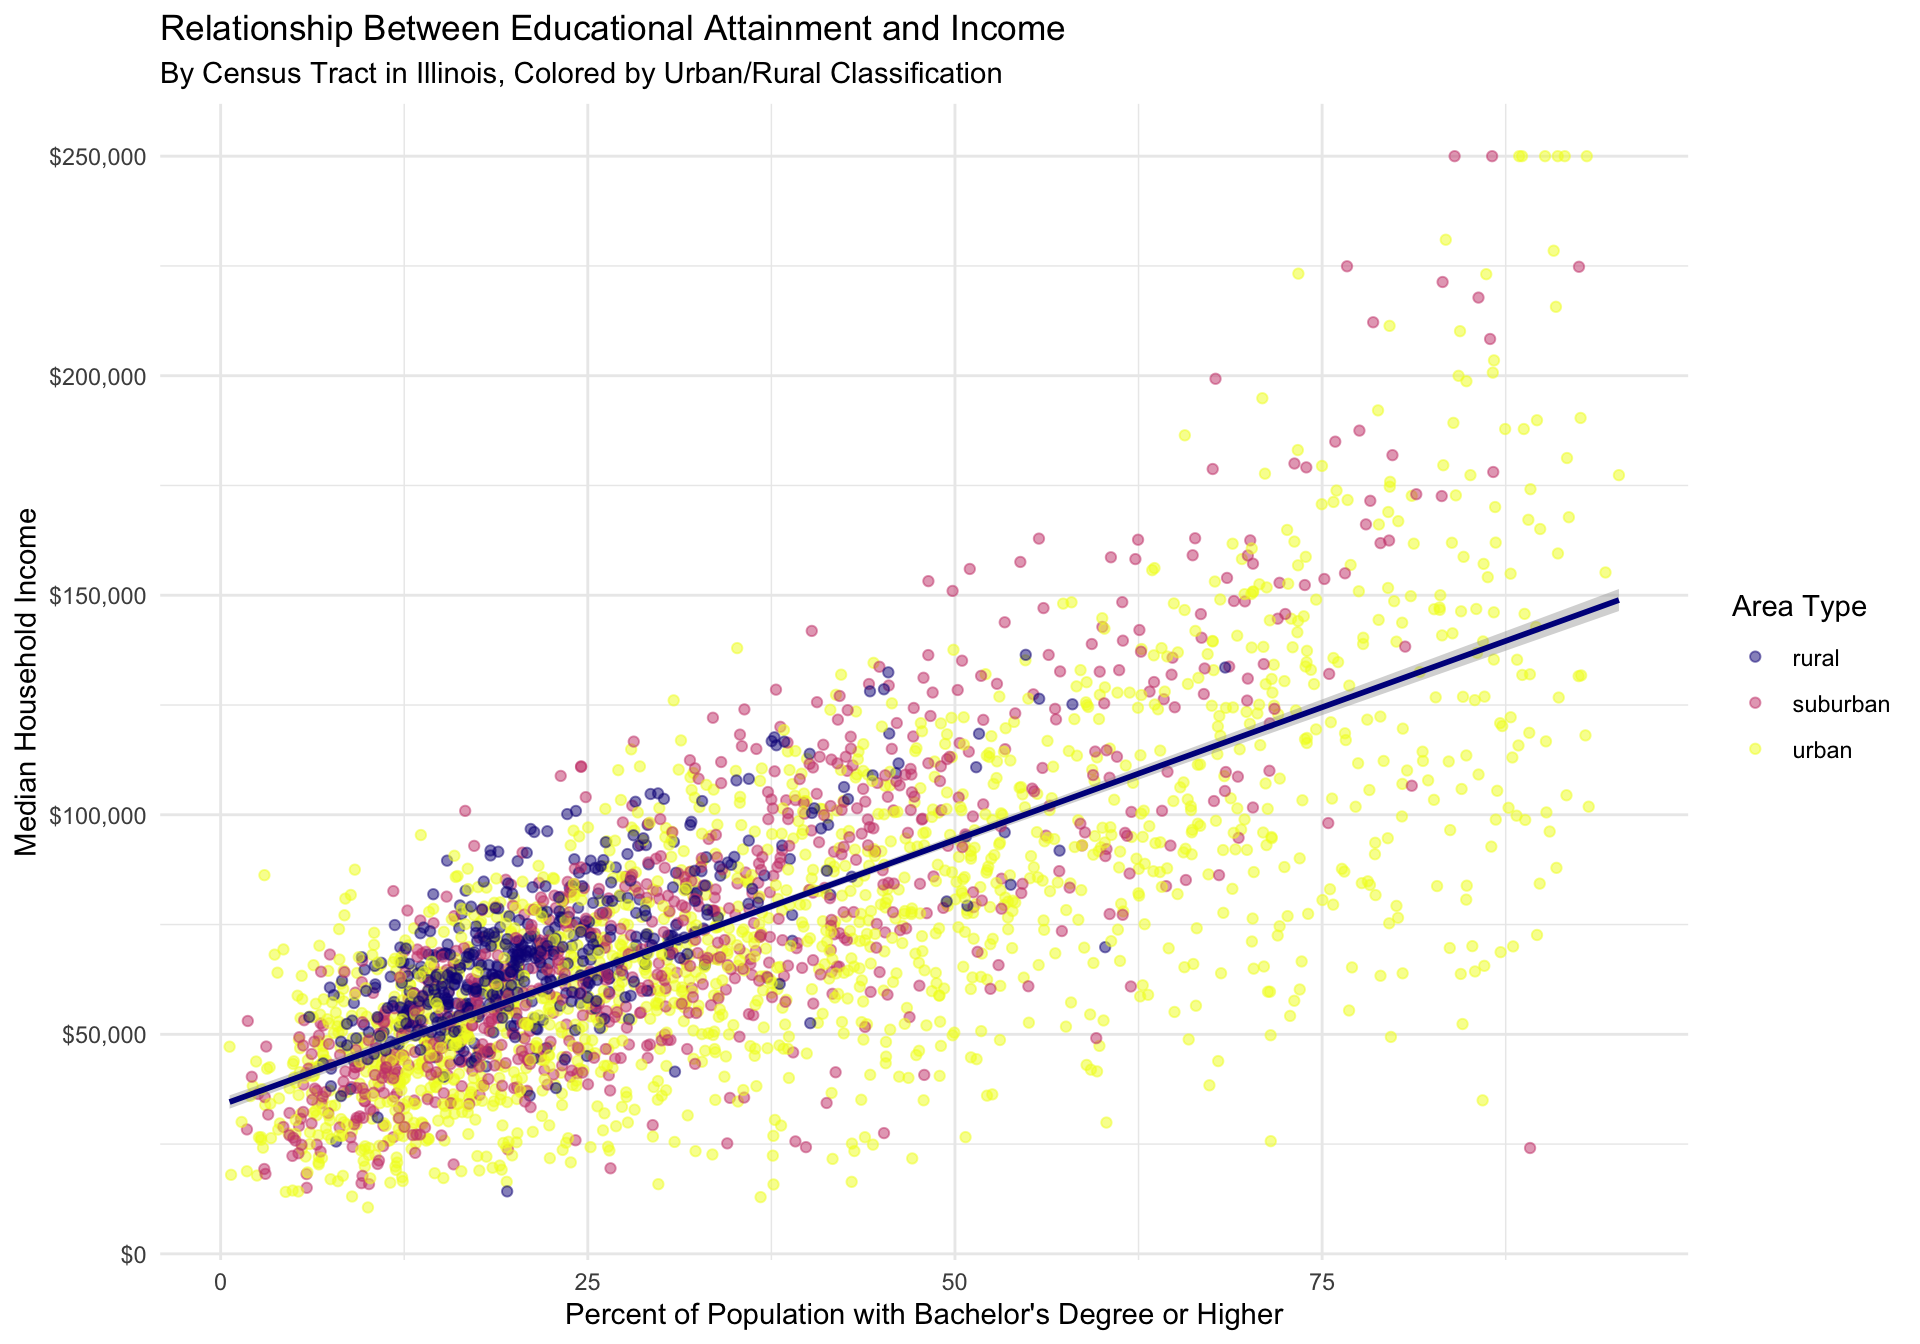 Relationship Between Educational Attainment and Income
By Census Tract in Illinois, Colored by Urban/Rural Classification
Median Household Income
$250,000
$200,000
$150,000
$100,000
$50,000
$0
0
25
50
75
Percent of Population with Bachelor's Degree or Higher
Area Type
rural
suburban
urban